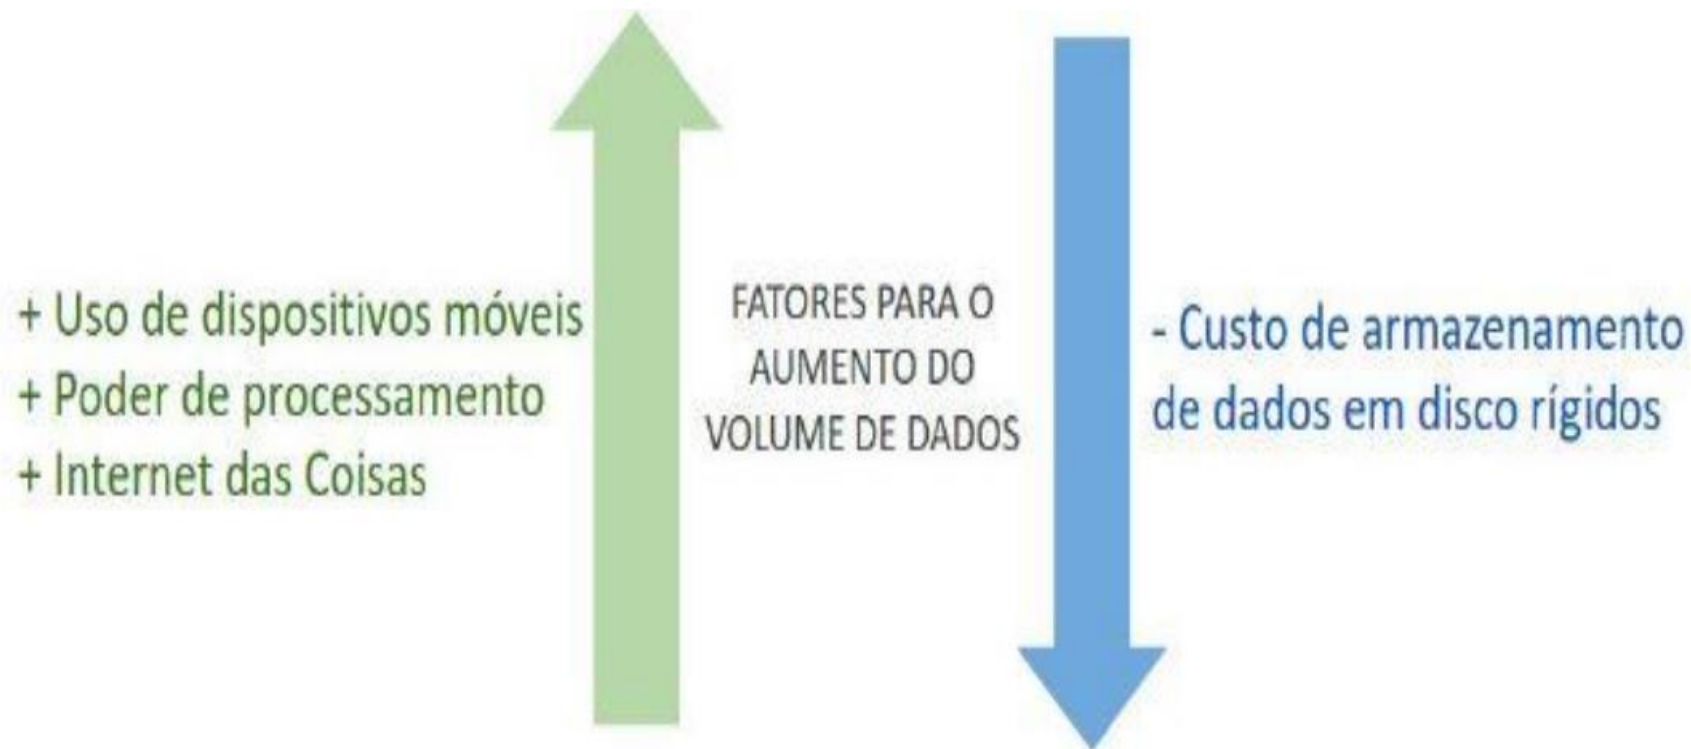 + Uso de dispositivos móveis
+ Poder de processamento
+ Internet das Coisas
FATORES PARA O
AUMENTO DO
VOLUME DE DADOS
- Custo de armazenamento
de dados em disco rígidos